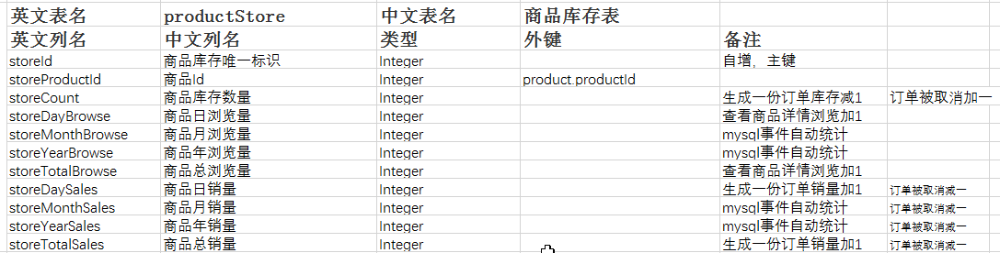 英文表名 productStore 中文表名 商品库存表
英文列名 中文列名 类型 外键 备注
storeId 商品库存唯一标识 Integer 自增，主键
storeProductId 商品Id Integer product.productId
storeCount 商品库存数量 Integer 生成一份订单库存减1 订单被取消加一
storeDayBrowse 商品日浏览量 Integer 查看商品详情浏览加1
storeMonthBrowse 商品月浏览量 Integer mysql事件自动统计
storeYearBrowse 商品年浏览量 Integer mysql事件自动统计
storeTotalBrowse 商品总浏览量 Integer 查看商品详情浏览加1
storeDaySales 商品日销量 Integer 生成一份订单销量加1 订单被取消减一
storeMonthSales 商品月销量 Integer mysql事件自动统计 订单被取消减一
storeYearSales 商品年销量 Integer mysql事件自动统计 订单被取消减一
storeTotalSales 商品总销量 Integer 生成一份订单销量加1 订单被取消减一